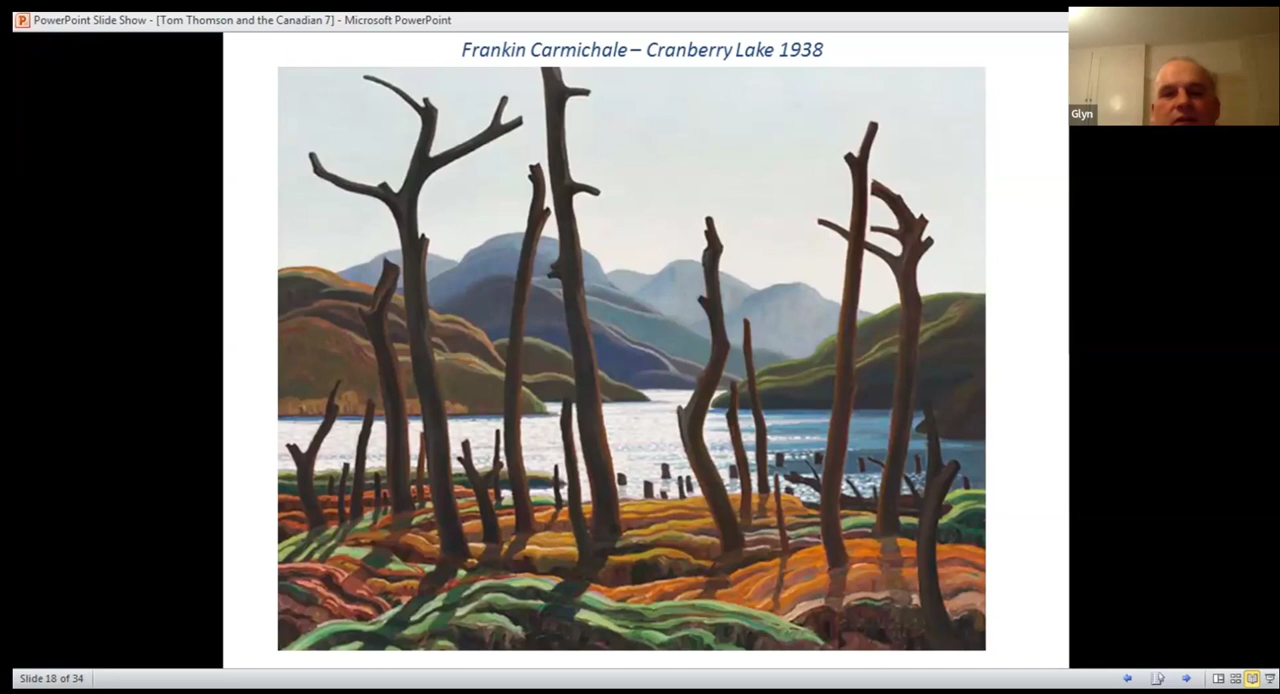 PowerPoint Slide Show - [Tom Thomson and the Canadian 7] - Microsoft PowerPoint
Frankin Carmichale – Cranberry Lake 1938
Glyn
Slide 18 of 34